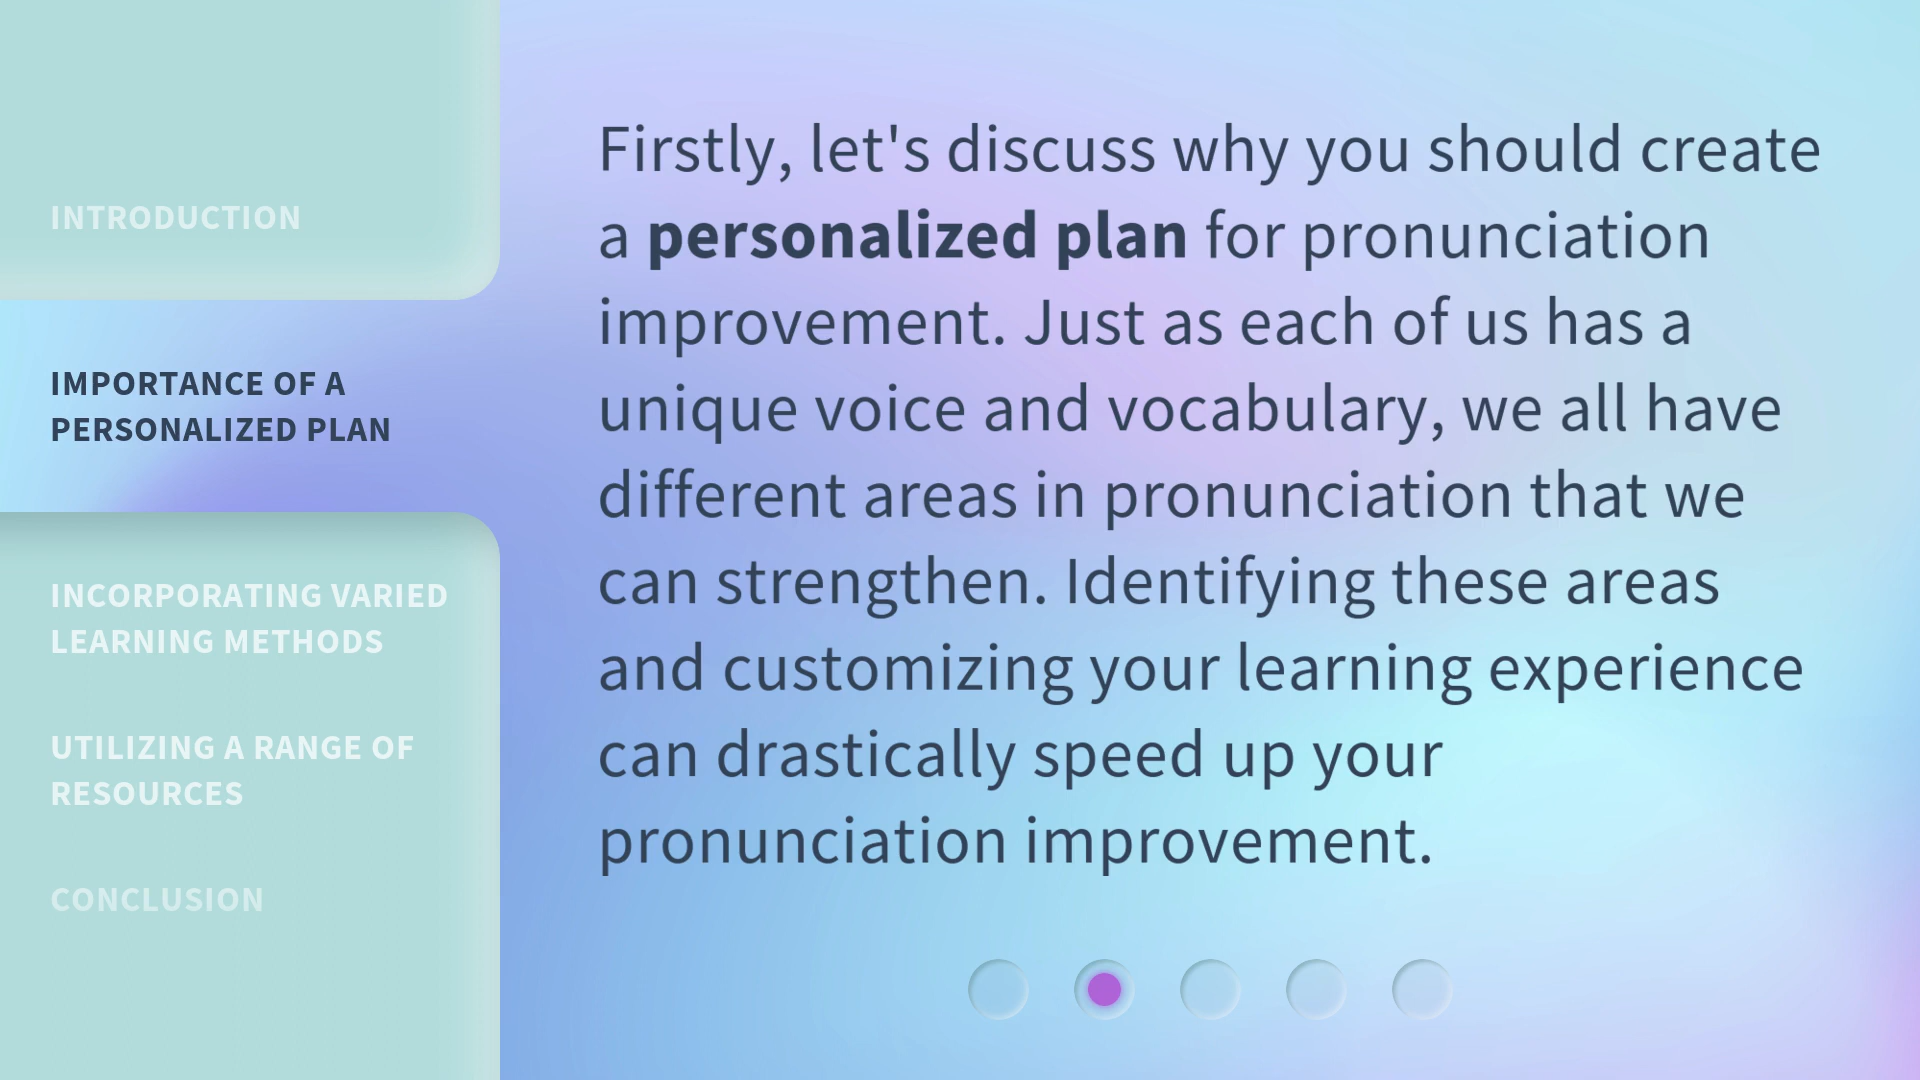 INTRODUCTION
IMPORTANCE OF A
PERSONALIZED PLAN
INCORPORATING VARIED
LEARNING METHODS
UTILIZING A RANGE OF
RESOURCES
CONCLUSION
Firstly, let's discuss why you should create
a personalized plan for pronunciation
improvement. Just as each of us has a
unique voice and vocabulary, we all have
different areas in pronunciation that we
can strengthen. Identifying these areas
and customizing your learning experience
can drastically speed up your
pronunciation improvement.